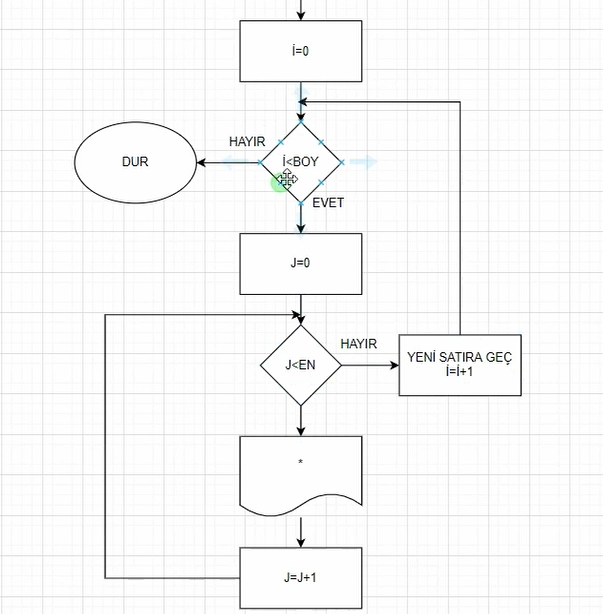 İ=0
HAYIR
DUR
İ<BOY
EVET
J=0
HAYIR
J<EN
YENİ SATIRA GEÇ
İ=İ+1
*
J=J+1